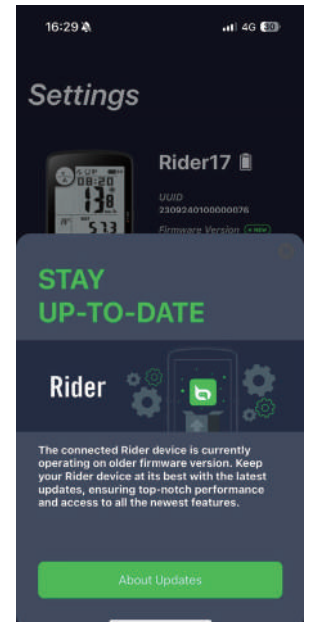 16:29
4G 30
Settings
Rider17
UUID
2309240100000076
Firmware Version
NEW
STAY
UP-TO-DATE
Rider
The connected Rider device is currently
operating on older firmware version. Keep
your Rider device at its best with the latest
updates, ensuring top-notch performance
and access to all the newest features.
About Updates